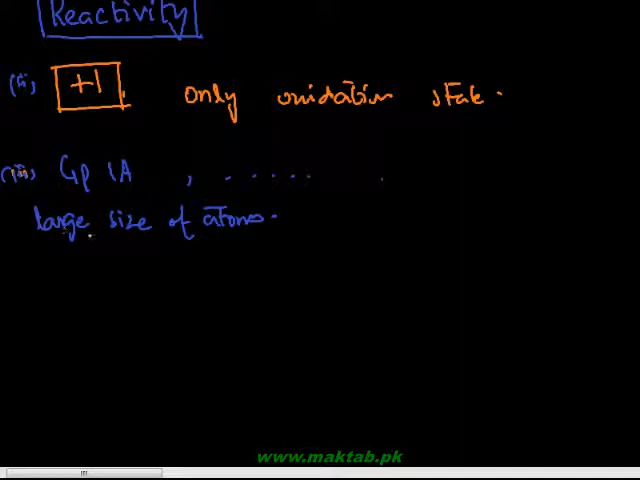 Reactivity
(ii), +1 only oxidation state.
(iii), Gp IA , . . . . . . .
large size of atoms.
www.maktab.pk